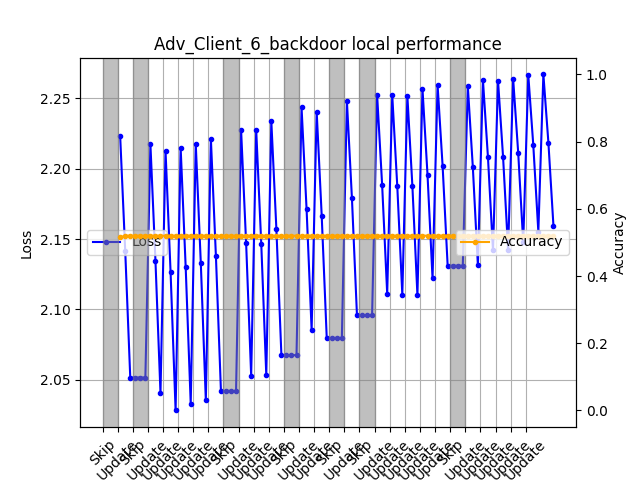 Adv_Client_6_backdoor local performance
2.25
2.20
2.15
2.10
2.05
Loss
1.0
0.8
0.6
0.4
0.2
0.0
Accuracy
Loss
Accuracy
Skip
Update
Skip
Update
Update
Update
Update
Update
Skip
Update
Update
Update
Skip
Update
Update
Skip
Update
Skip
Update
Update
Update
Update
Update
Skip
Update
Update
Update
Update
Update